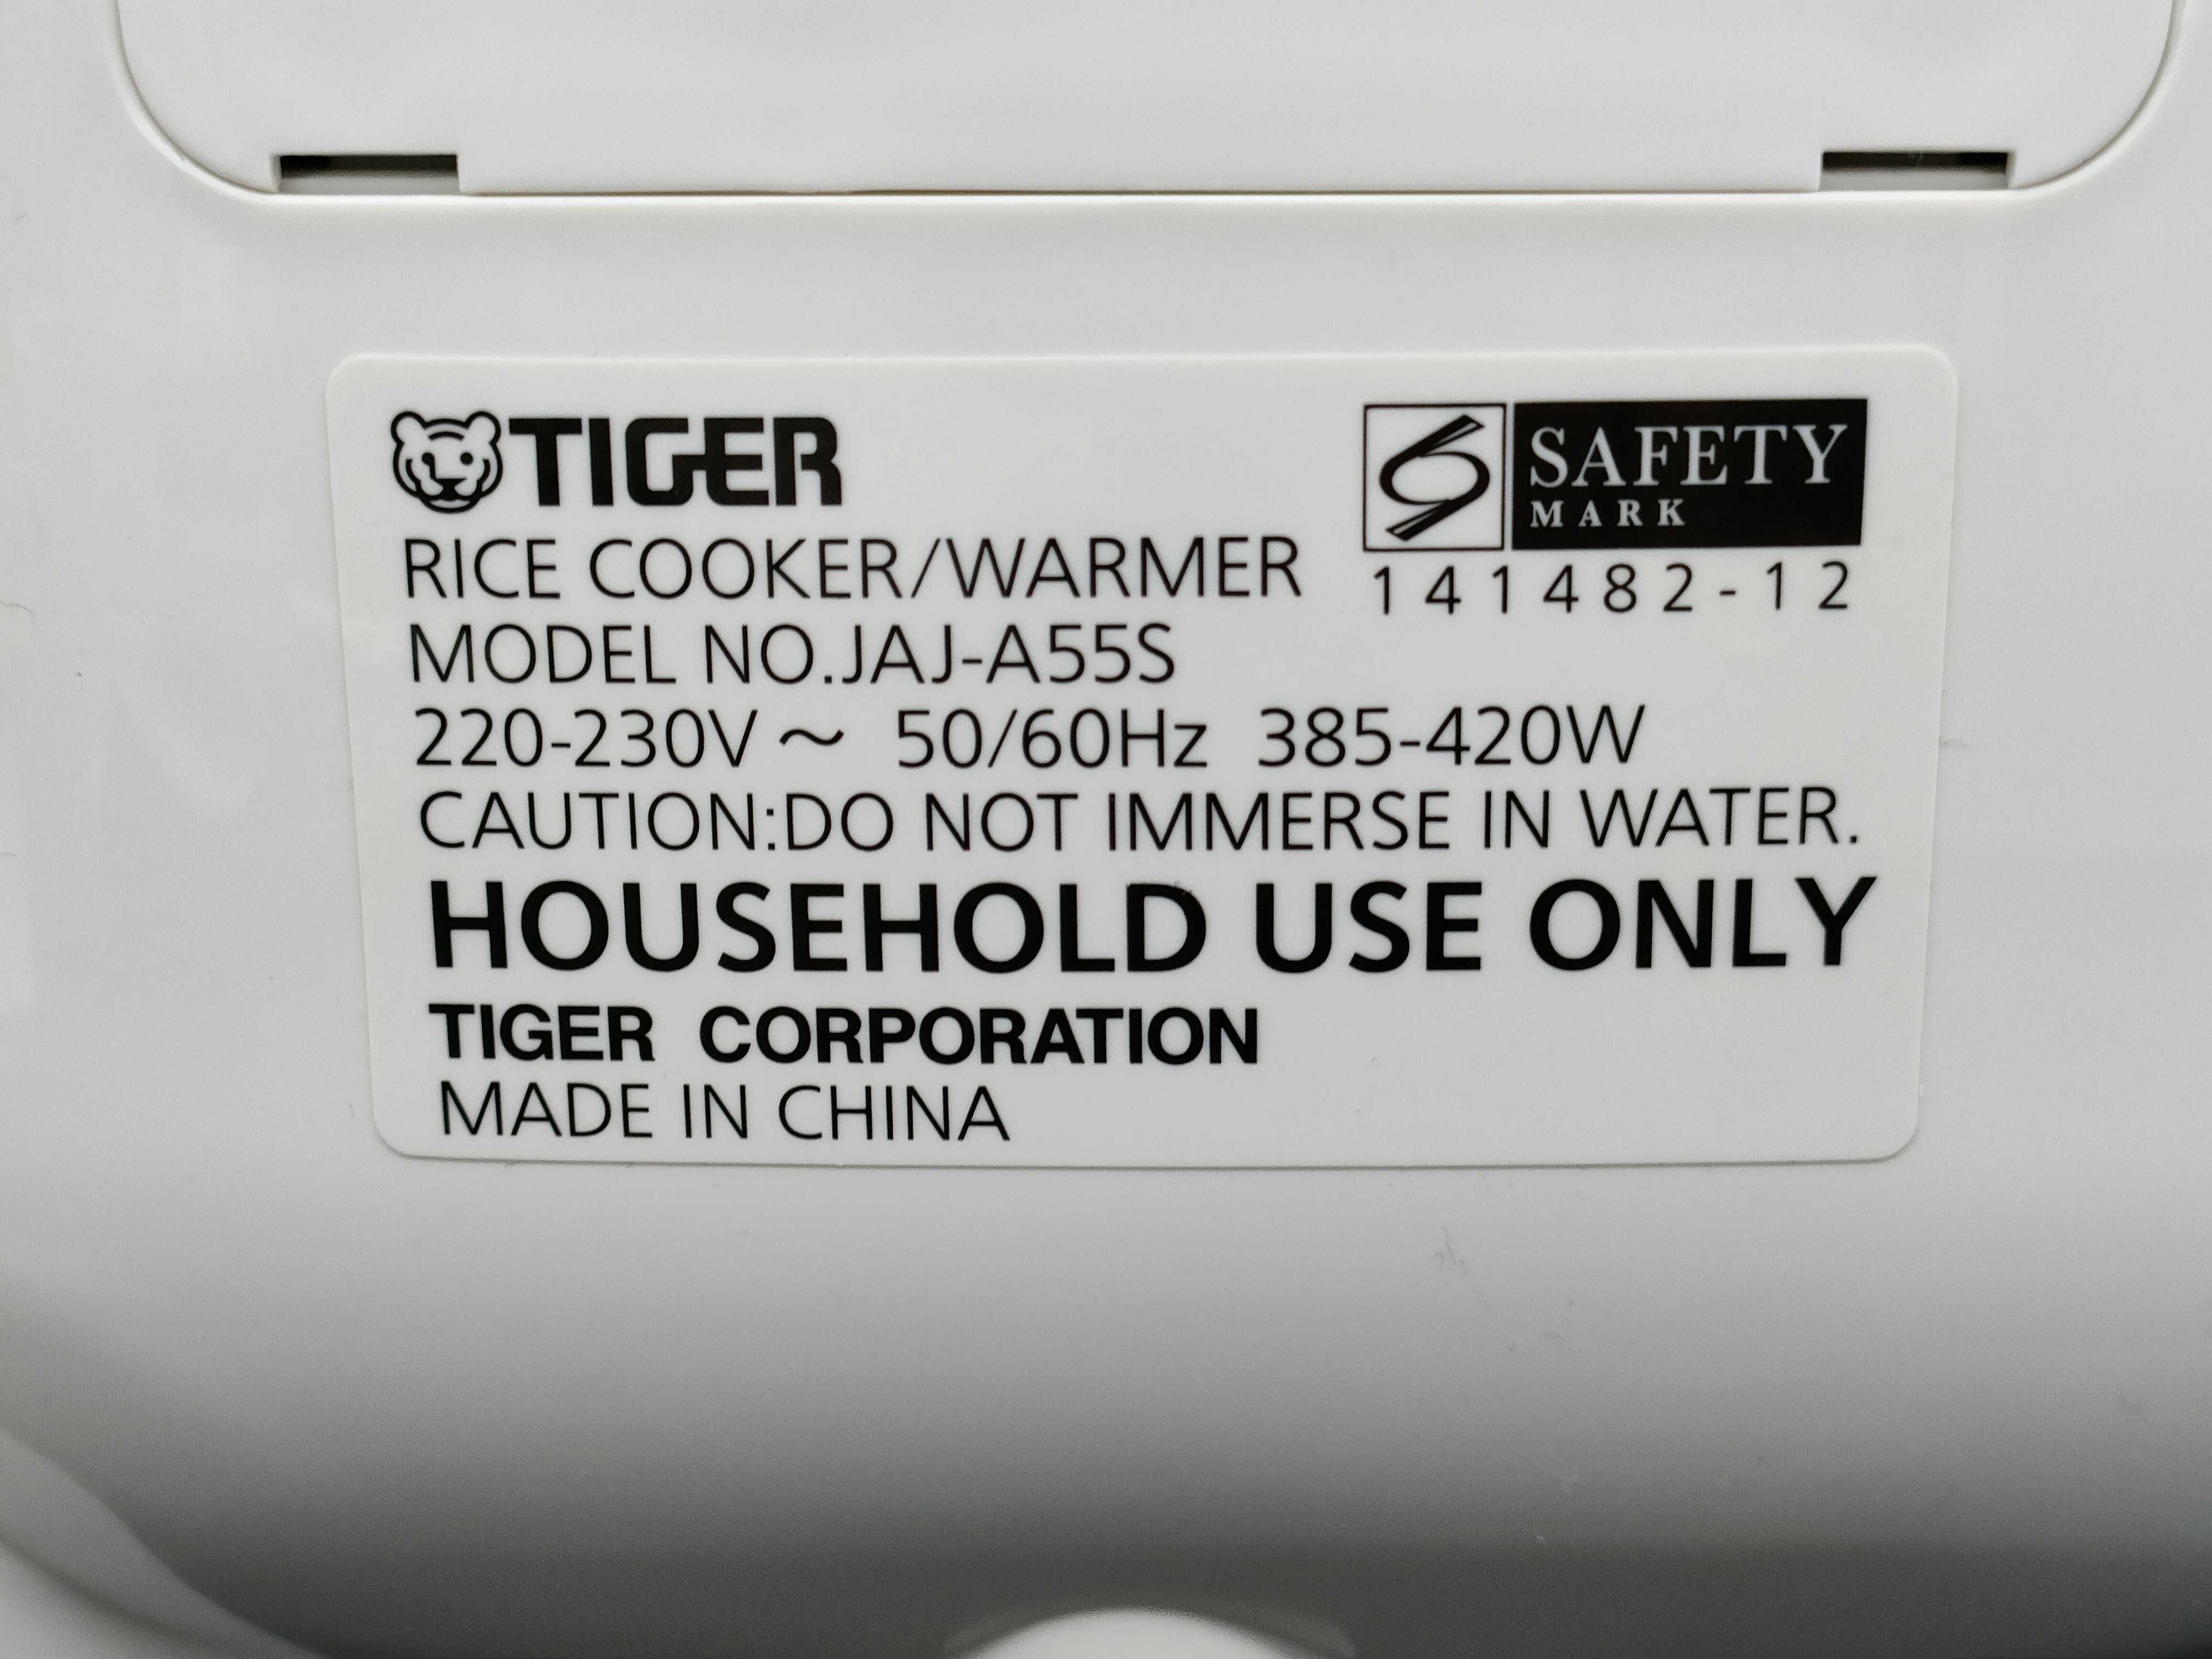 TIGER
SAFETY
MARK
141482-12
RICE COOKER/WARMER
MODEL NO.JAJ-A55S
220-230V～ 50/60Hz 385-420W
CAUTION:DO NOT IMMERSE IN WATER.
HOUSEHOLD USE ONLY
TIGER CORPORATION
MADE IN CHINA